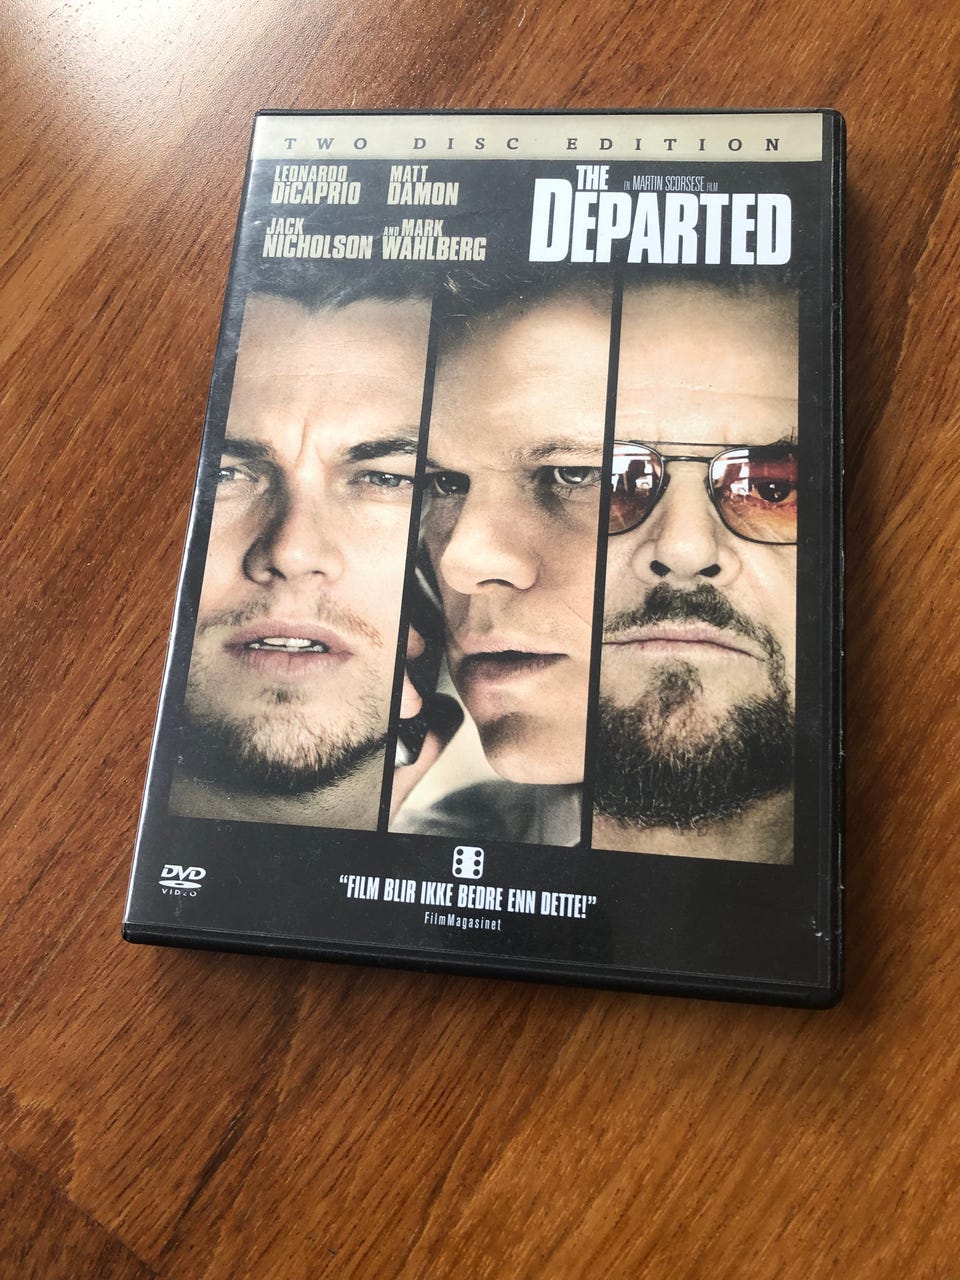 TWO DISC EDITION
LEONARDO DiCAPRIO
MATT DAMON
JACK NICHOLSON
AND MARK WAHLBERG
THE
EN MARTIN SCORSESE FILM
DEPARTED
DVD
VIDEO
“FILM BLIR IKKE BEDRE ENN DETTE!”
FilmMagasinet